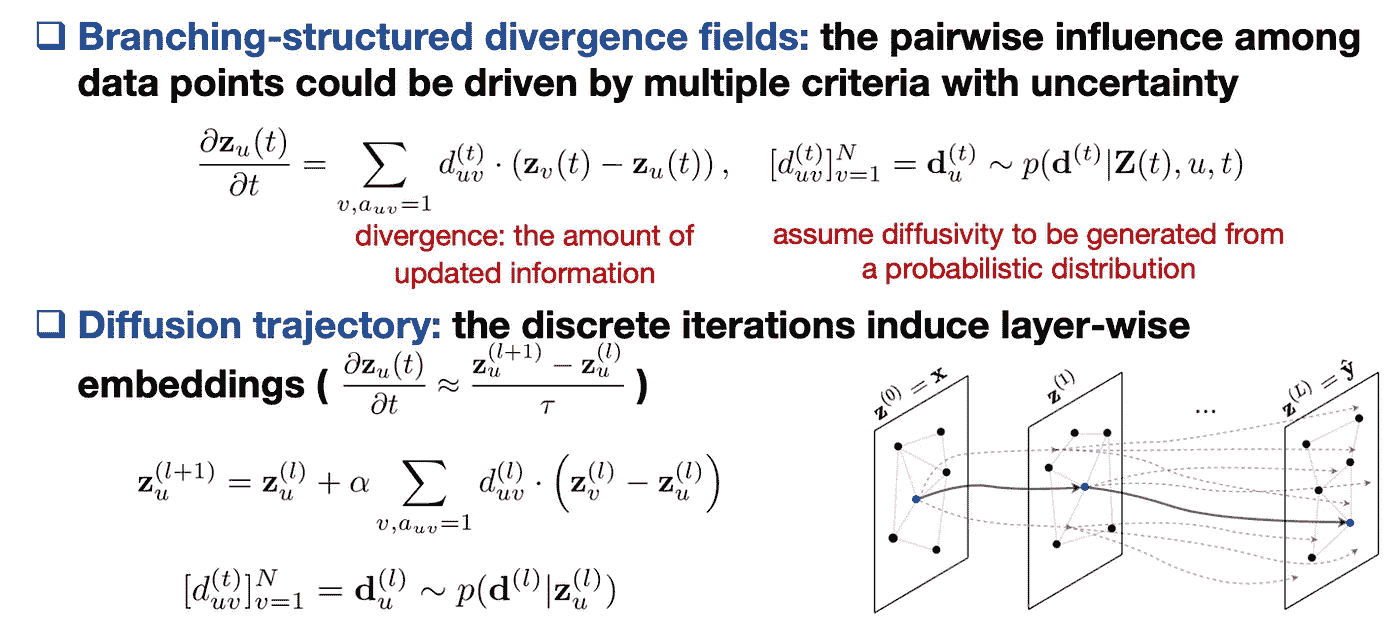 ❑ Branching-structured divergence fields: the pairwise influence among
data points could be driven by multiple criteria with uncertainty
$\frac{\partial \mathbf{z}_u(t)}{\partial t} = \sum_{v, a_{uv}=1} d_{uv}^{(t)} \cdot (\mathbf{z}_v(t) - \mathbf{z}_u(t)), \quad [d_{uv}^{(t)}]_{v=1}^{N} = \mathbf{d}_u^{(t)} \sim p(\mathbf{d}^{(t)} | \mathbf{Z}(t), u, t)$
divergence: the amount of
updated information
assume diffusivity to be generated from
a probabilistic distribution
❑ Diffusion trajectory: the discrete iterations induce layer-wise
embeddings ( $\frac{\partial \mathbf{z}_u(t)}{\partial t} \approx \frac{\mathbf{z}_u^{(l+1)} - \mathbf{z}_u^{(l)}}{\tau}$ )
$\mathbf{z}_u^{(l+1)} = \mathbf{z}_u^{(l)} + \alpha \sum_{v, a_{uv}=1} d_{uv}^{(l)} \cdot \left( \mathbf{z}_v^{(l)} - \mathbf{z}_u^{(l)} \right)$
$[d_{uv}^{(t)}]_{v=1}^{N} = \mathbf{d}_u^{(l)} \sim p(\mathbf{d}^{(l)} | \mathbf{z}_u^{(l)})$
$\mathbf{z}^{(0)} = \mathbf{x}$
$\mathbf{z}^{(1)}$
...
$\mathbf{z}^{(L)} = \hat{\mathbf{y}}$